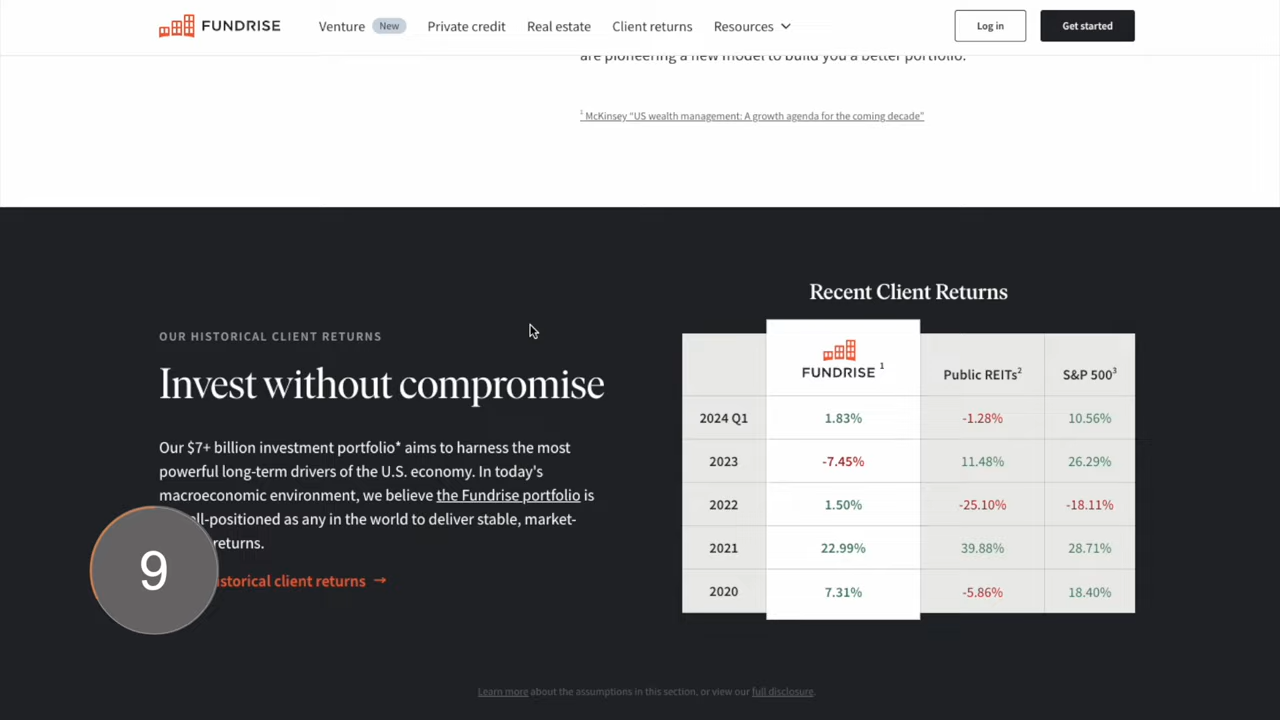 FUNDRISE Venture New Private credit Real estate Client returns Resources Log in Get started
are pioneering a new model to build you a better portfolio.
1 McKinsey "US wealth management: A growth agenda for the coming decade"
OUR HISTORICAL CLIENT RETURNS
Invest without compromise
Our $7+ billion investment portfolio* aims to harness the most
powerful long-term drivers of the U.S. economy. In today's
macroeconomic environment, we believe the Fundrise portfolio is
ll-positioned as any in the world to deliver stable, market-
returns.
istorical client returns →
9
Recent Client Returns
FUNDRISE 1 Public REITs2 S&P 5003
2024 Q1 1.83% -1.28% 10.56%
2023 -7.45% 11.48% 26.29%
2022 1.50% -25.10% -18.11%
2021 22.99% 39.88% 28.71%
2020 7.31% -5.86% 18.40%
Learn more about the assumptions in this section, or view our full disclosure.